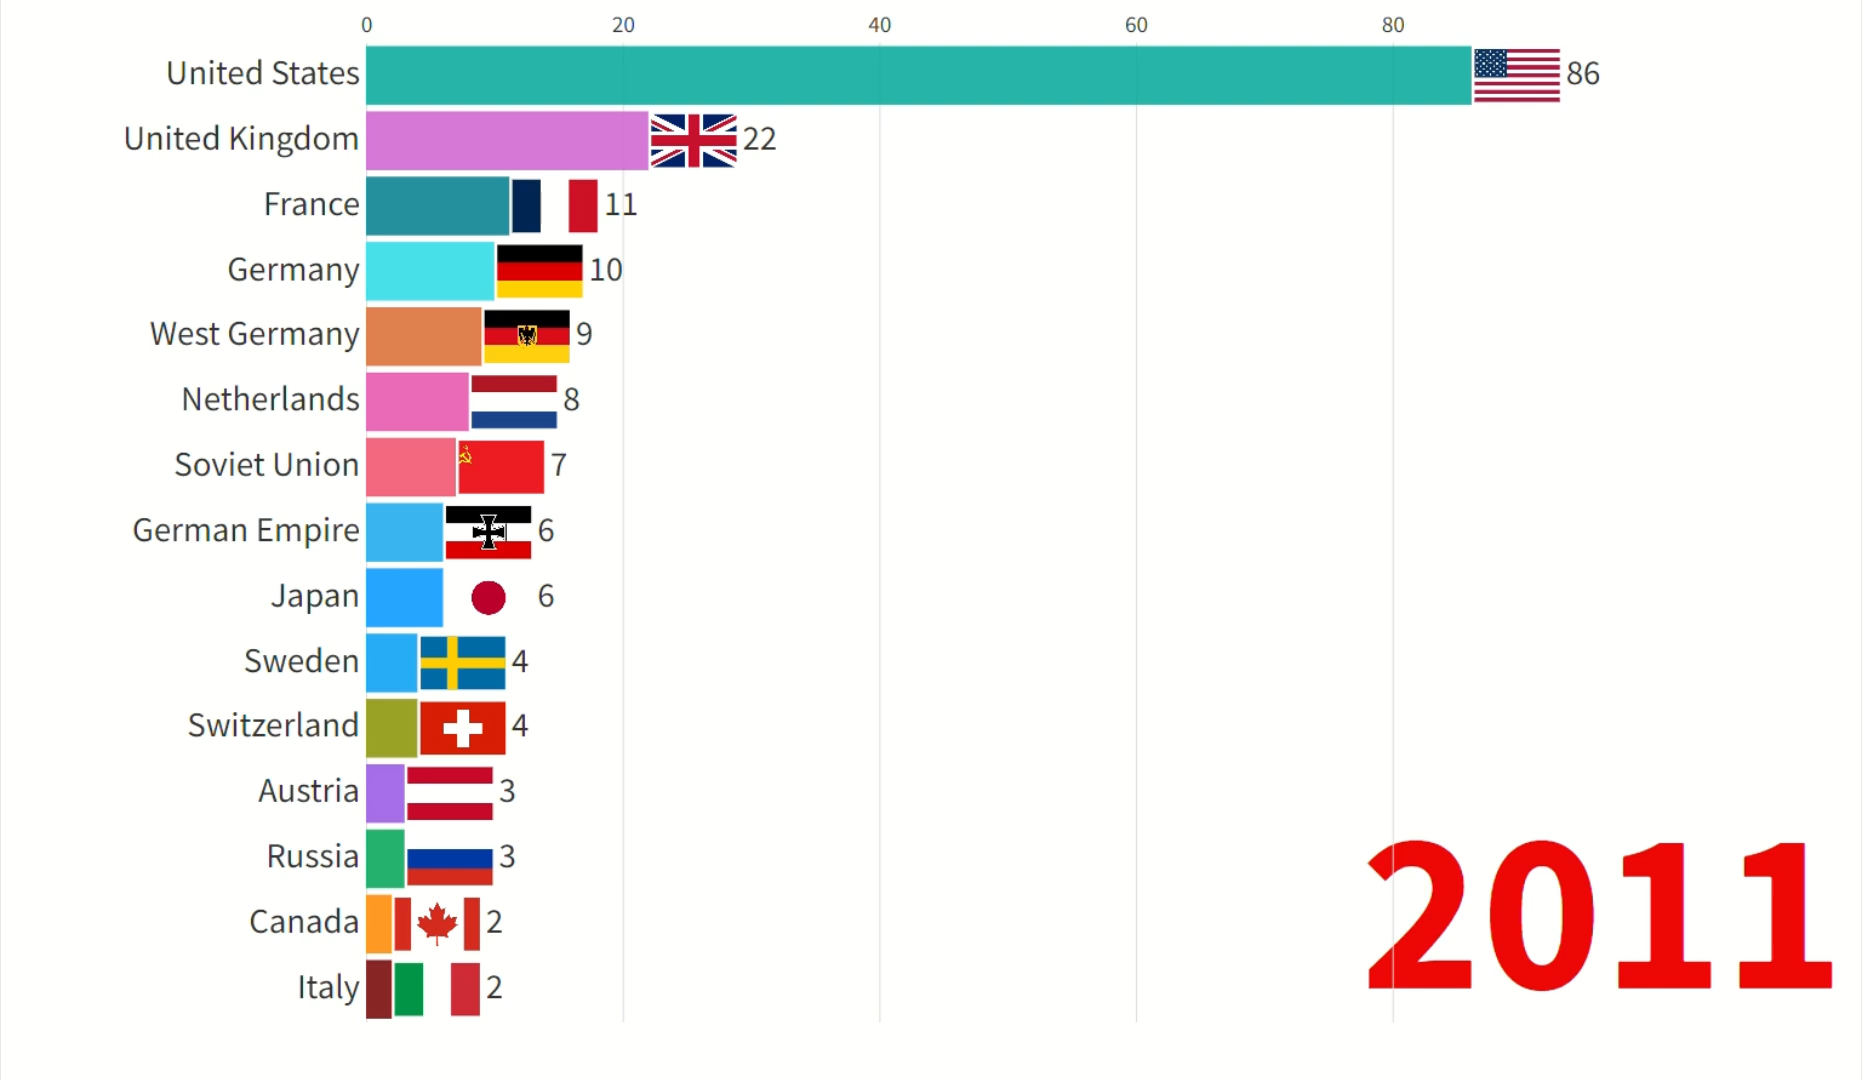 0 20 40 60 80
United States 86
United Kingdom 22
France 11
Germany 10
West Germany 9
Netherlands 8
Soviet Union 7
German Empire 6
Japan 6
Sweden 4
Switzerland 4
Austria 3
Russia 3
Canada 2
Italy 2
2011